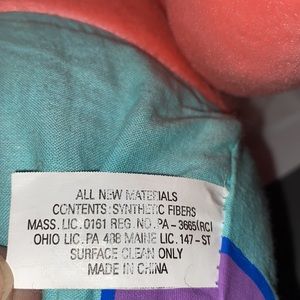 ALL NEW MATERIALS
CONTENTS: SYNTHETIC FIBERS
MASS. LIC. 0161 REG. NO. PA - 3665(RC)
OHIO LIC. PA 488 MAINE LIC. 147 - ST
SURFACE CLEAN ONLY
MADE IN CHINA